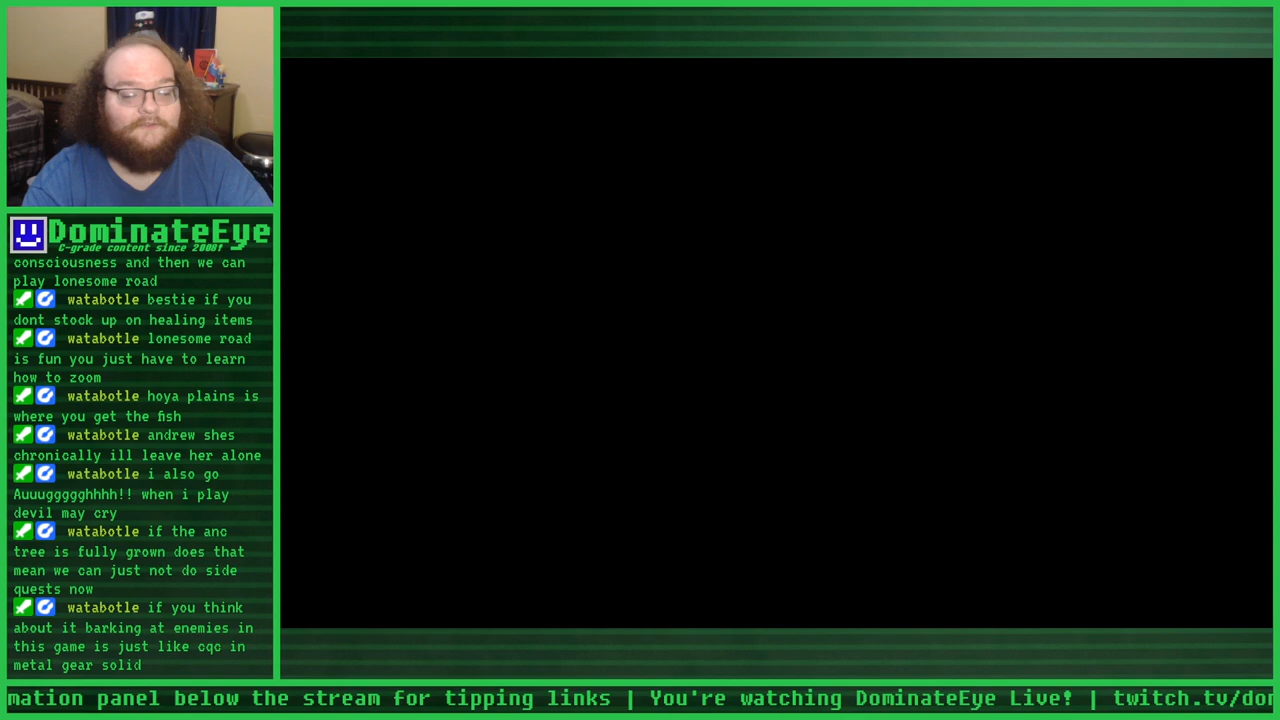 DominateEye
C-grade content since 2008!
consciousness and then we can
play lonesome road
watabotle bestie if you
dont stock up on healing items
watabotle lonesome road
is fun you just have to learn
how to zoom
watabotle hoya plains is
where you get the fish
watabotle andrew shes
chronically ill leave her alone
watabotle i also go
Auuuggggghhhh!! when i play
devil may cry
watabotle if the anc
tree is fully grown does that
mean we can just not do side
quests now
watabotle if you think
about it barking at enemies in
this game is just like cqc in
metal gear solid
mation panel below the stream for tipping links | You're watching DominateEye Live! | twitch.tv/dom